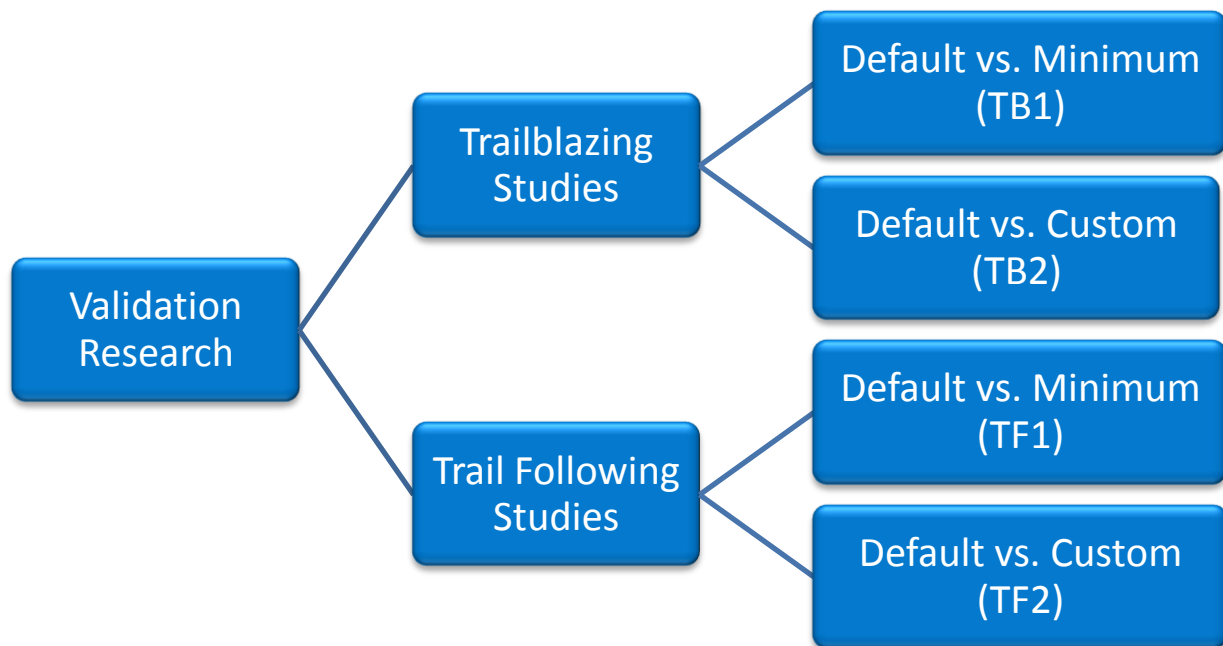 Validation
Research
Trailblazing
Studies
Default vs. Minimum
(TB1)
Default vs. Custom
(TB2)
Trail Following
Studies
Default vs. Minimum
(TF1)
Default vs. Custom
(TF2)